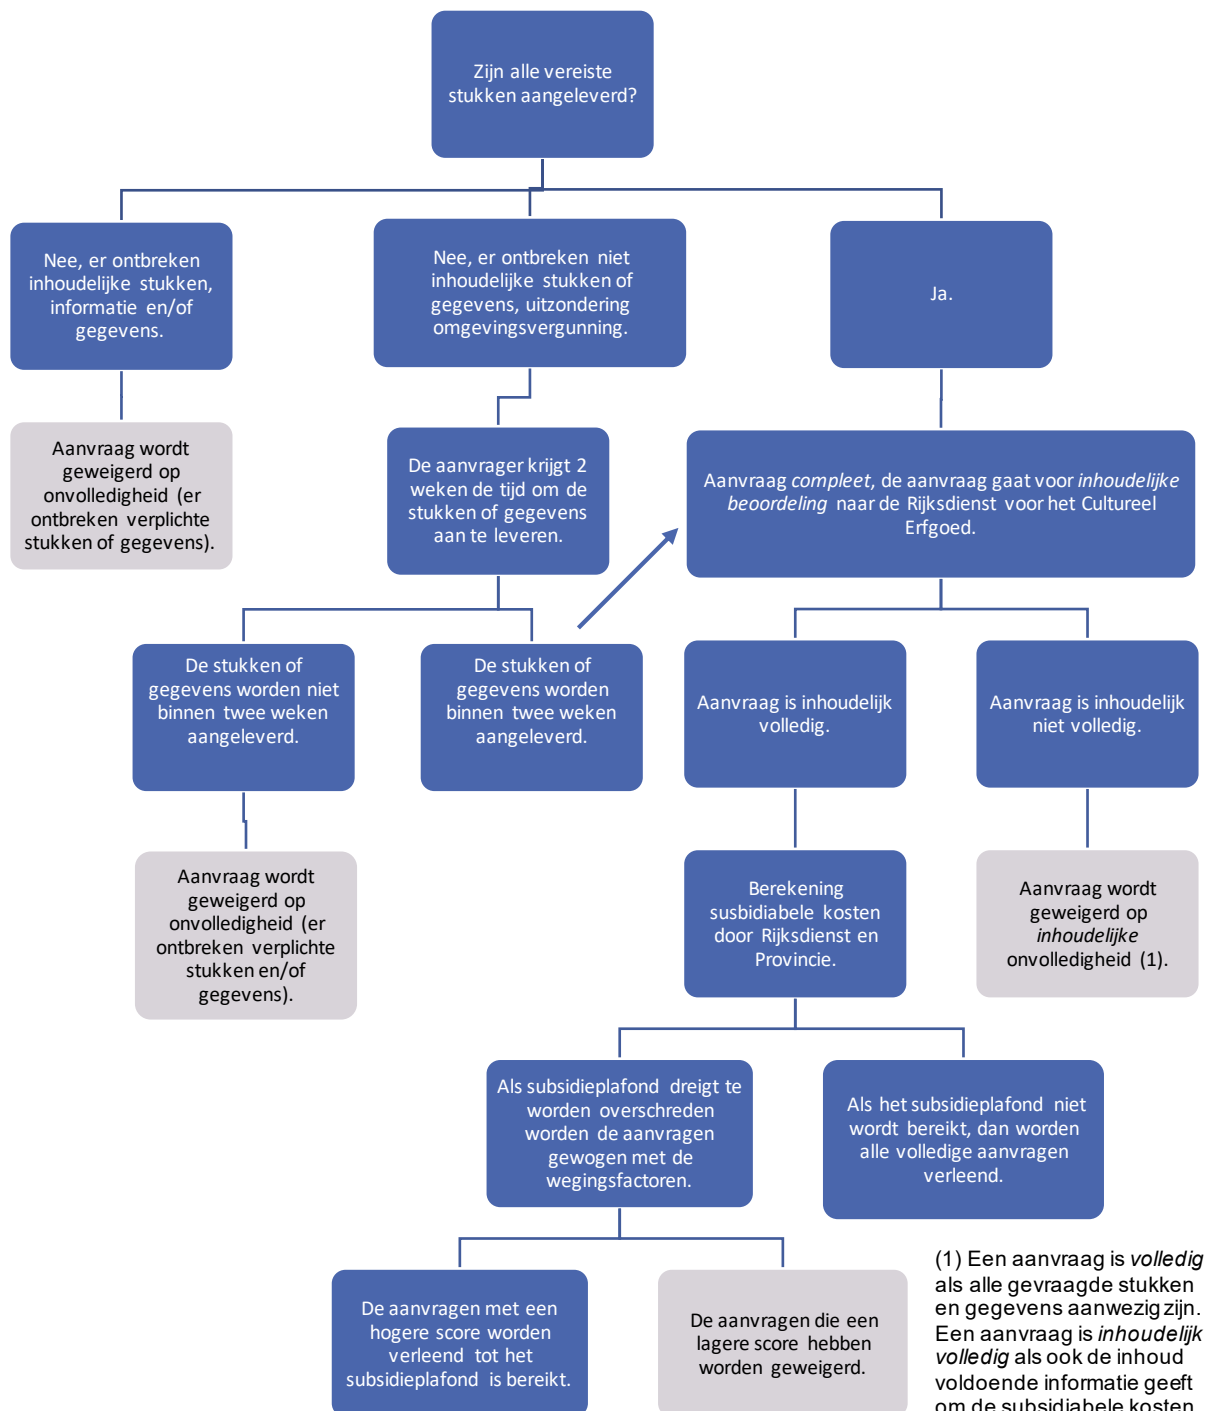 Zijn alle vereiste
stukken aangeleverd?
Nee, er ontbreken
inhoudelijke stukken,
informatie en/of
gegevens.
Nee, er ontbreken niet
inhoudelijke stukken of
gegevens, uitzondering
omgevingsvergunning.
Ja.
Aanvraag wordt
geweigerd op
onvolledigheid (er
ontbreken verplichte
stukken of gegevens).
De aanvrager krijgt 2
weken de tijd om de
stukken of gegevens
aan te leveren.
Aanvraag compleet, de aanvraag gaat voor inhoudelijke
beoordeling naar de Rijksdienst voor het Cultureel
Erfgoed.
De stukken of
gegevens worden niet
binnen twee weken
aangeleverd.
De stukken of
gegevens worden
binnen twee weken
aangeleverd.
Aanvraag is inhoudelijk
volledig.
Aanvraag is inhoudelijk
niet volledig.
Aanvraag wordt
geweigerd op
onvolledigheid (er
ontbreken verplichte
stukken en/of
gegevens).
Berekening
susbidiabele kosten
door Rijksdienst en
Provincie.
Aanvraag wordt
geweigerd op
inhoudelijke
onvolledigheid (1).
Als subsidieplafond dreigt te
worden overschreden
worden de aanvragen
gewogen met de
wegingsfactoren.
Als het subsidieplafond niet
wordt bereikt, dan worden
alle volledige aanvragen
verleend.
De aanvragen met een
hogere score worden
verleend tot het
subsidieplafond is bereikt.
De aanvragen die een
lagere score hebben
worden geweigerd.
(1) Een aanvraag is volledig
als alle gevraagde stukken
en gegevens aanwezig zijn.
Een aanvraag is inhoudelijk
volledig als ook de inhoud
voldoende informatie geeft
om de subsidiabele kosten